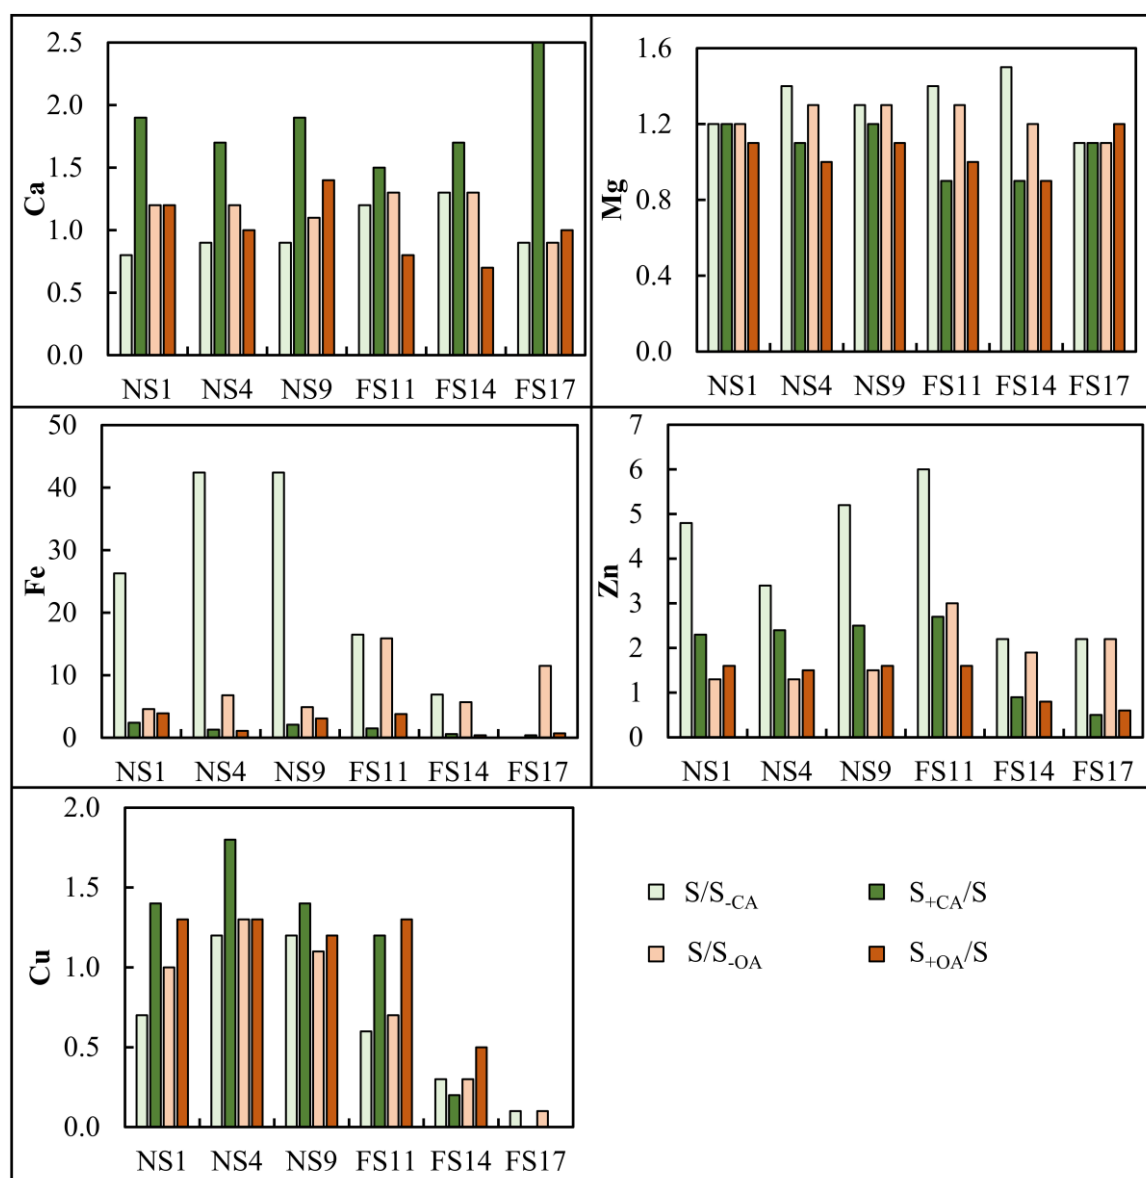 Ca
2.5
2.0
1.5
1.0
0.5
0.0
NS1 NS4 NS9 FS11 FS14 FS17
Mg
1.6
1.2
0.8
0.4
0.0
NS1 NS4 NS9 FS11 FS14 FS17
Fe
50
40
30
20
10
0
NS1 NS4 NS9 FS11 FS14 FS17
Zn
7
6
5
4
3
2
1
0
NS1 NS4 NS9 FS11 FS14 FS17
Cu
2.0
1.5
1.0
0.5
0.0
NS1 NS4 NS9 FS11 FS14 FS17
S/S-CA S+CA/S
S/S-OA S+OA/S